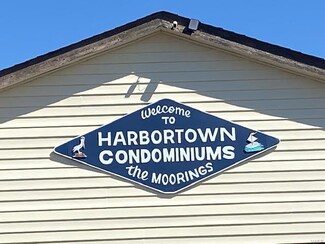 Welcome
TO
HARBORTOWN
CONDOMINIUMS
the MOORINGS